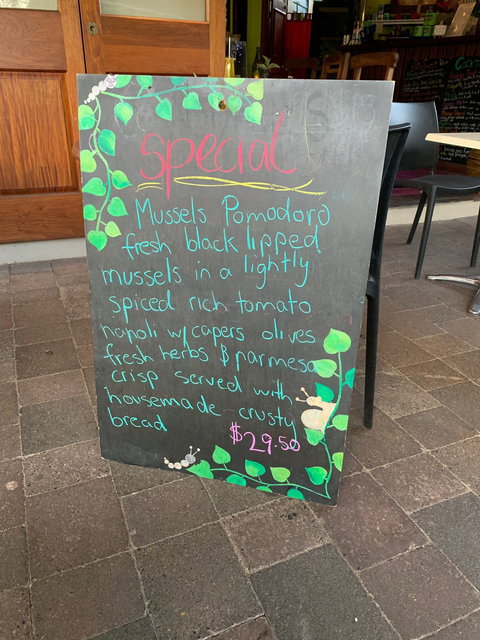 special
Mussels Pomodoro
fresh black lipped
mussels in a lightly
spiced rich tomato
napoli w/ capers olives
fresh herbs & parmesa
crisp served with
housemade crusty
bread
$29.50